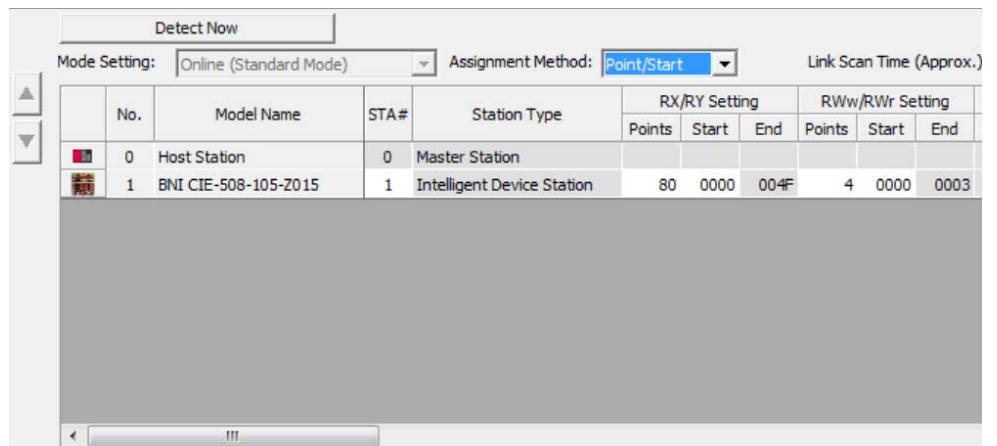 Detect Now
Mode Setting: Online (Standard Mode) Assignment Method: Point/Start Link Scan Time (Approx.)
No. Model Name STA# Station Type RX/RY Setting RWw/RWr Setting
Points Start End Points Start End
0 Host Station 0 Master Station
1 BNI CIE-508-105-Z015 1 Intelligent Device Station 80 0000 004F 4 0000 0003